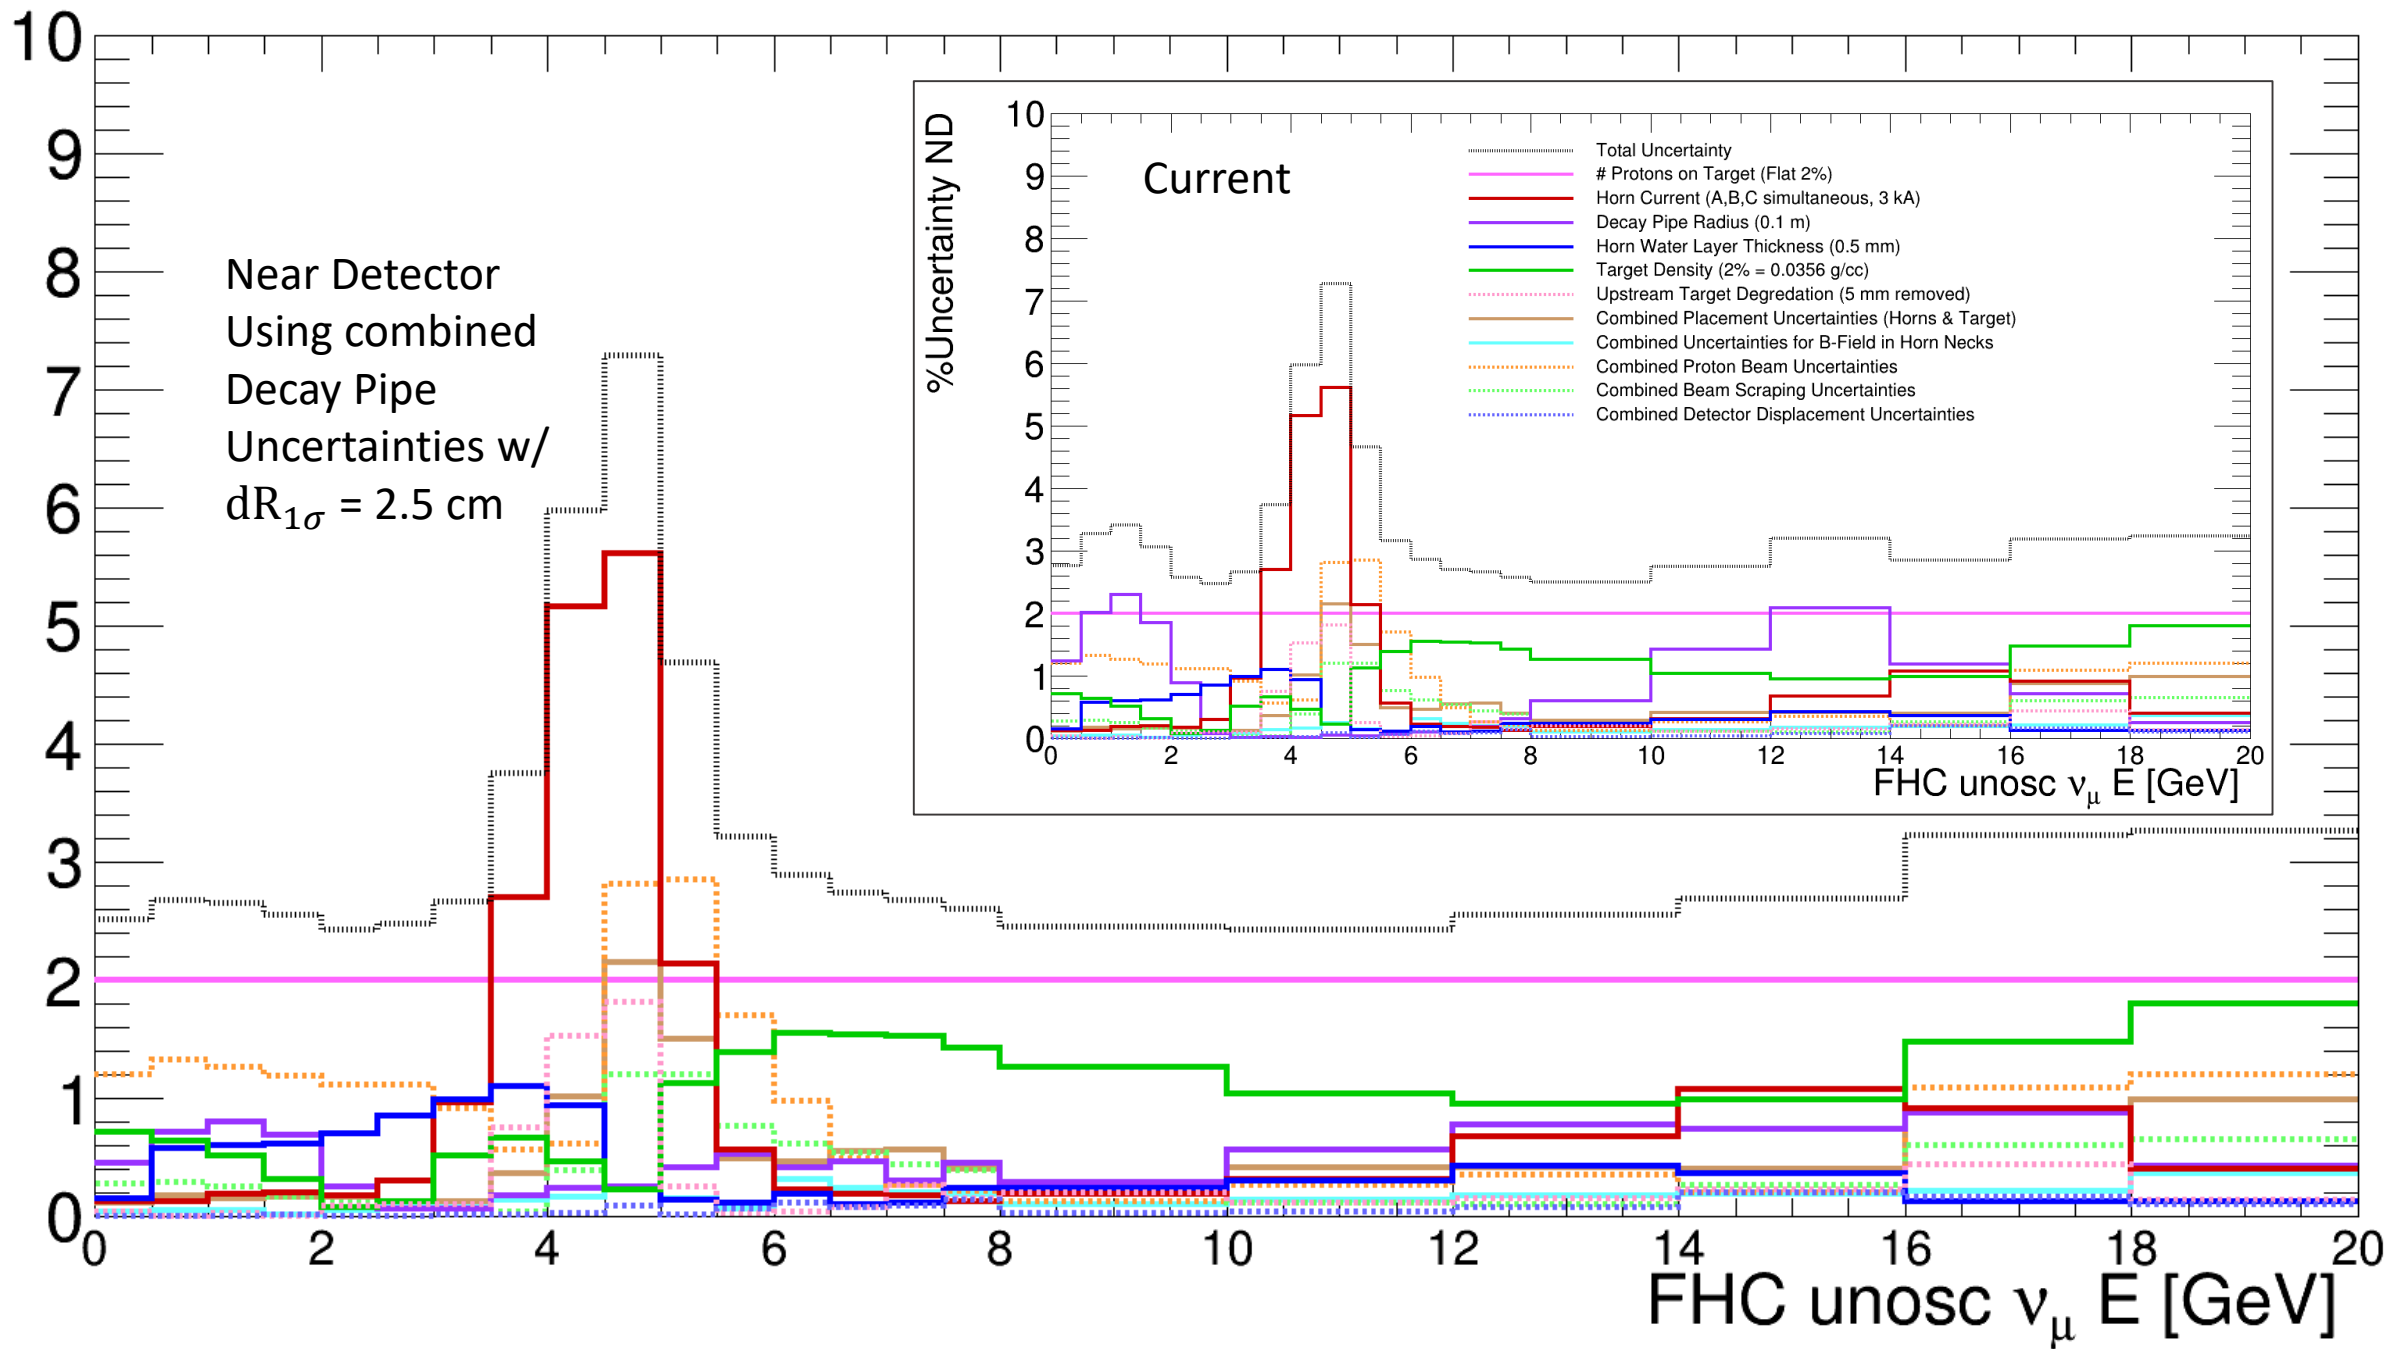 10
9
8
7
6
5
4
3
2
1
0
0 2 4 6 8 10 12 14 16 18 20
FHC unosc νμ E [GeV]
Near Detector
Using combined
Decay Pipe
Uncertainties w/
dR1σ = 2.5 cm
%Uncertainty ND
10
9
8
7
6
5
4
3
2
1
0
Current
Total Uncertainty
# Protons on Target (Flat 2%)
Horn Current (A,B,C simultaneous, 3 kA)
Decay Pipe Radius (0.1 m)
Horn Water Layer Thickness (0.5 mm)
Target Density (2% = 0.0356 g/cc)
Upstream Target Degredation (5 mm removed)
Combined Placement Uncertainties (Horns & Target)
Combined Uncertainties for B-Field in Horn Necks
Combined Proton Beam Uncertainties
Combined Beam Scraping Uncertainties
Combined Detector Displacement Uncertainties
0 2 4 6 8 10 12 14 16 18 20
FHC unosc νμ E [GeV]